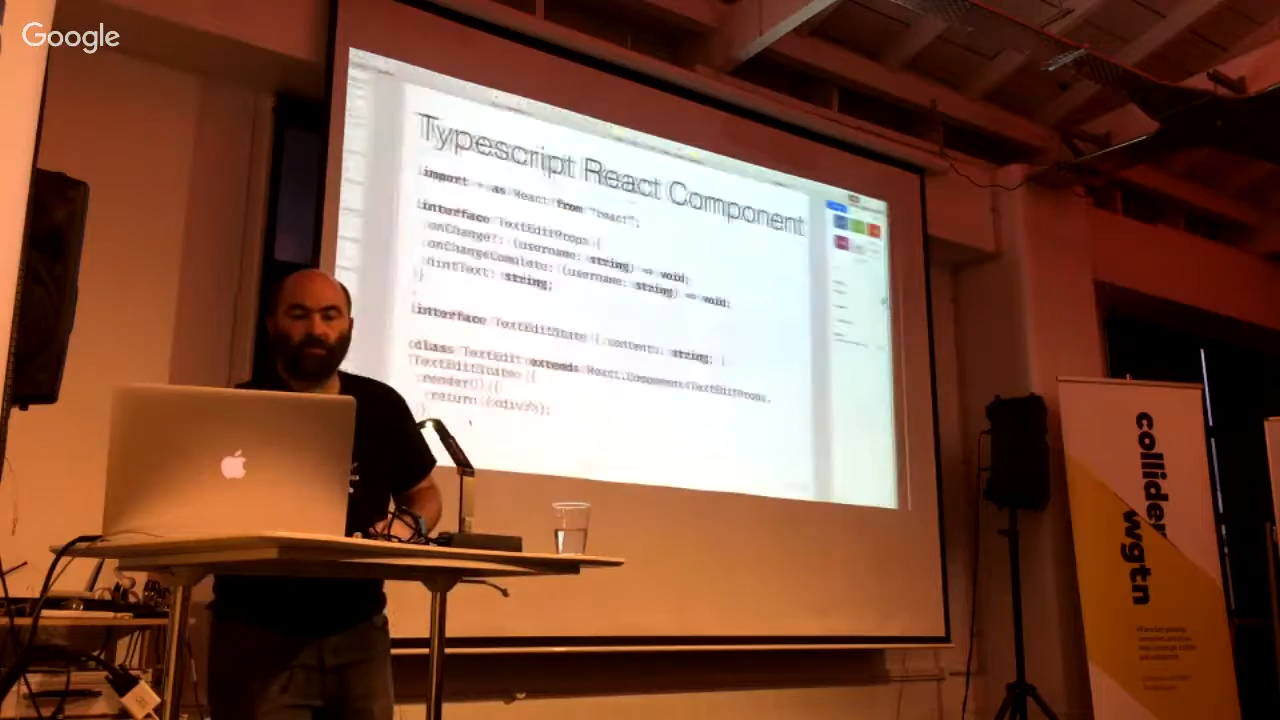 Google
Typescript React Component
import * as React from "react";
interface TextEditProps {
onChange?: (username: string) => void;
onChangeComplete: (username: string) => void;
hintText: string;
}
interface TextEditState { contents: string; }
class TextEdit extends React.Component<TextEditProps,
TextEditState> {
render() {
return (<div>);
}
collider
wgtn